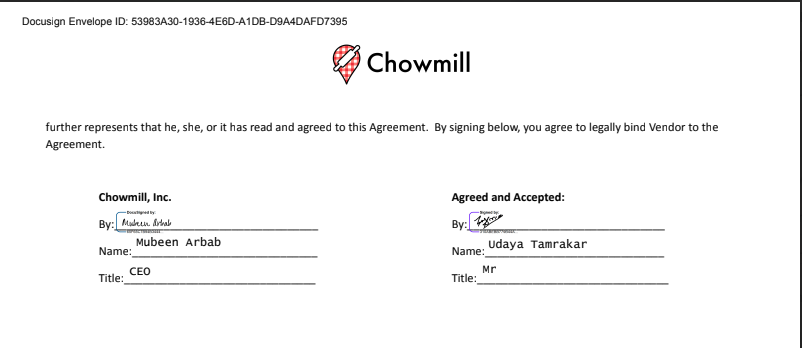 Docusign Envelope ID: 53983A30-1936-4E6D-A1DB-D9A4DAFD7395
Chowmill
further represents that he, she, or it has read and agreed to this Agreement.  By signing below, you agree to legally bind Vendor to the
Agreement.
Chowmill, Inc.
DocuSigned by:
By: Mubeen Arbab
Name: Mubeen Arbab
Title: CEO
Agreed and Accepted:
Signed by:
By:
Name: Udaya Tamrakar
Title: Mr